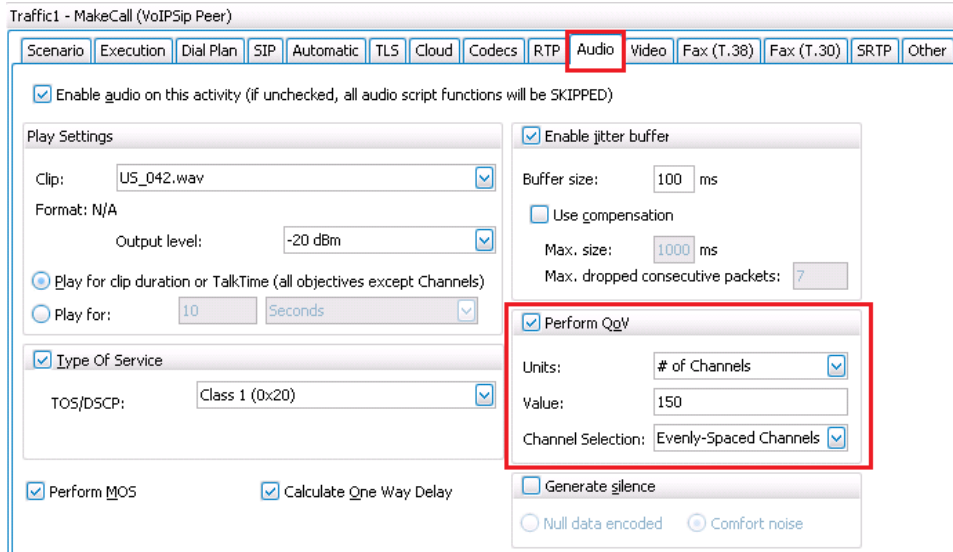 Traffic1 - MakeCall (VoIPSip Peer)
Scenario Execution Dial Plan SIP Automatic TLS Cloud Codecs RTP Audio Video Fax (T.38) Fax (T.30) SRTP Other
Enable audio on this activity (if unchecked, all audio script functions will be SKIPPED)
Play Settings
Clip: US_042.wav
Format: N/A
Output level: -20 dBm
Play for clip duration or TalkTime (all objectives except Channels)
Play for: 10 Seconds
Type Of Service
TOS/DSCP: Class 1 (0x20)
Perform MOS
Calculate One Way Delay
Enable jitter buffer
Buffer size: 100 ms
Use compensation
Max. size: 1000 ms
Max. dropped consecutive packets: 7
Perform QoV
Units: # of Channels
Value: 150
Channel Selection: Evenly-Spaced Channels
Generate silence
Null data encoded Comfort noise